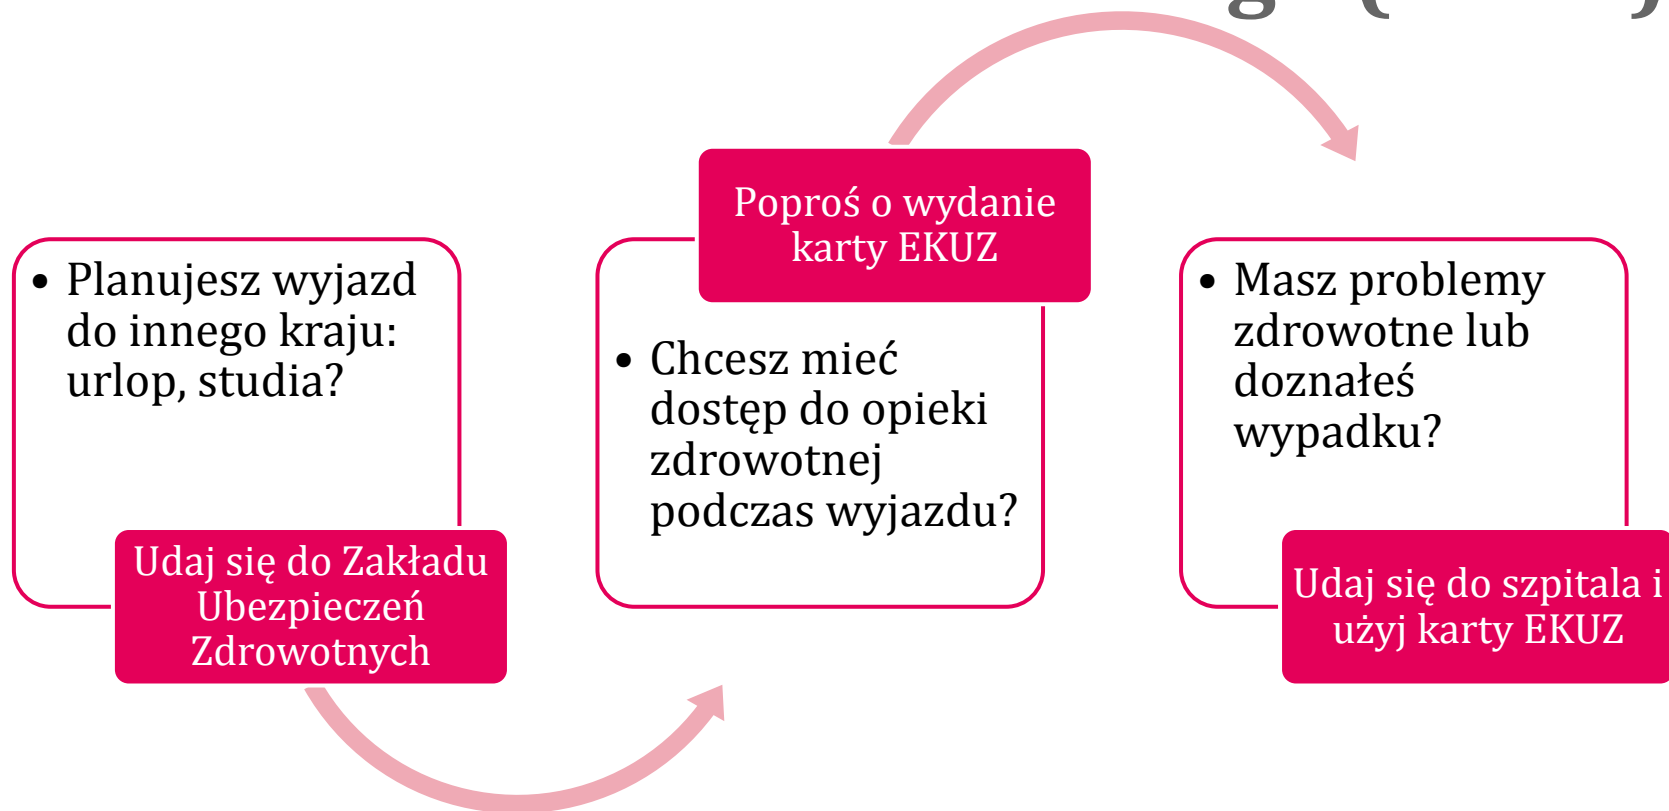 • Planujesz wyjazd
do innego kraju:
urlop, studia?
Udaj się do Zakładu
Ubezpieczeń
Zdrowotnych
Poproś o wydanie
karty EKUZ
• Chcesz mieć
dostęp do opieki
zdrowotnej
podczas wyjazdu?
• Masz problemy
zdrowotne lub
doznałeś
wypadku?
Udaj się do szpitala i
użyj karty EKUZ